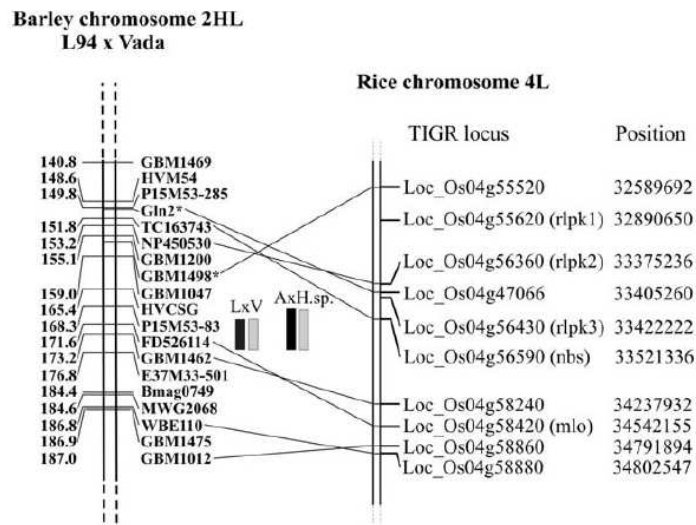 Barley chromosome 2HL
L94 x Vada
Rice chromosome 4L
TIGR locus Position
140.8 GBM1469
148.6 HVM54
149.8 P15M53-285
Gln2*
151.8 TC163743
153.2 NP450530
155.1 GBM1200
GBM1498*
159.0 GBM1047
165.4 HVCSG
168.3 P15M53-83
171.6 FD526114
173.2 GBM1462
176.8 E37M33-501
184.4 Bmag0749
184.6 MWG2068
186.8 WBE110
186.9 GBM1475
187.0 GBM1012
LxV
AxH.sp.
Loc_Os04g55520 32589692
Loc_Os04g55620 (rlpk1) 32890650
Loc_Os04g56360 (rlpk2) 33375236
Loc_Os04g47066 33405260
Loc_Os04g56430 (rlpk3) 33422222
Loc_Os04g56590 (nbs) 33521336
Loc_Os04g58240 34237932
Loc_Os04g58420 (mlo) 34542155
Loc_Os04g58860 34791894
Loc_Os04g58880 34802547